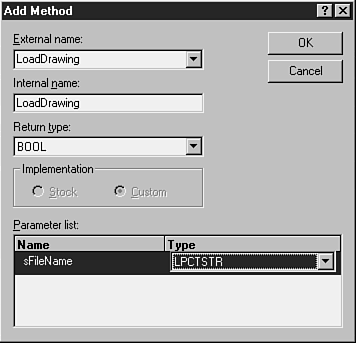 Add Method
External name:
LoadDrawing
OK
Cancel
Internal name:
LoadDrawing
Return type:
BOOL
Implementation
Stock
Custom
Parameter list:
Name Type
sFileName LPCTSTR